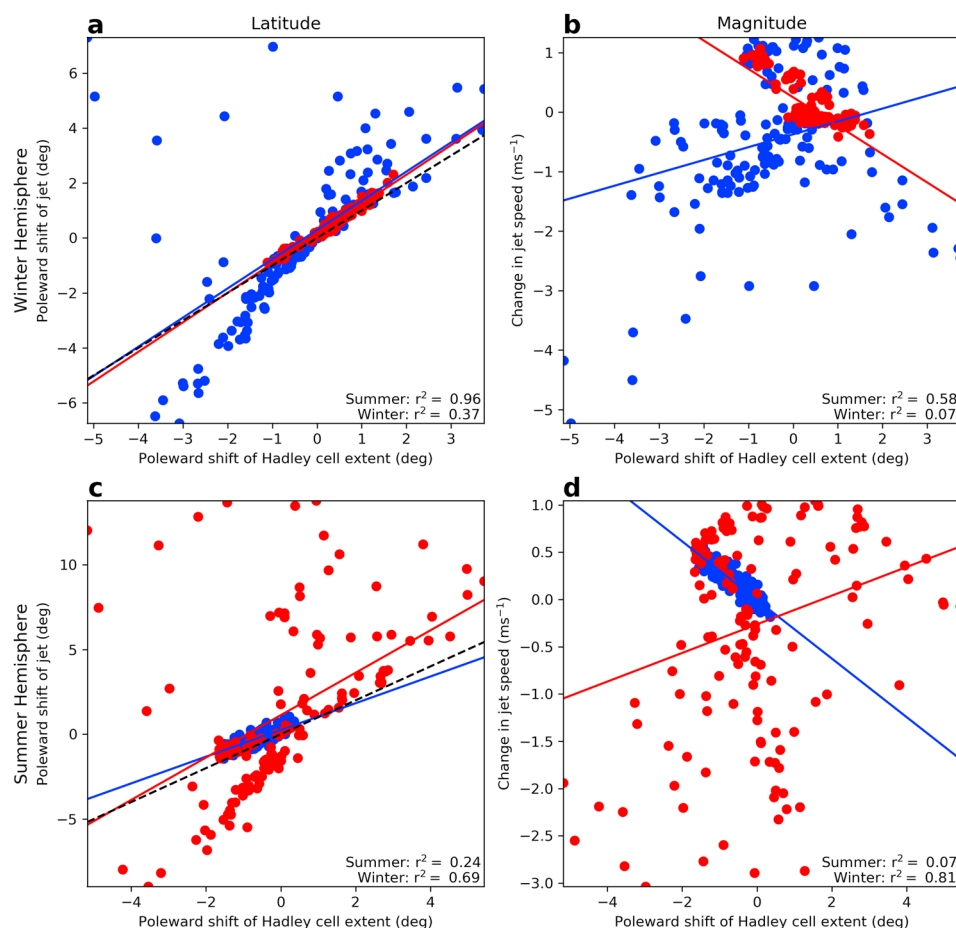 a Latitude
b Magnitude
6
4
2
0
−2
−4
−6
Winter Hemisphere
Poleward shift of jet (deg)
Summer: r² = 0.96
Winter: r² = 0.37
−5 −4 −3 −2 −1 0 1 2 3
Poleward shift of Hadley cell extent (deg)
1
0
−1
−2
−3
−4
−5
Change in jet speed (ms⁻¹)
Summer: r² = 0.58
Winter: r² = 0.07
−5 −4 −3 −2 −1 0 1 2 3
Poleward shift of Hadley cell extent (deg)
c
10
5
0
−5
Summer Hemisphere
Poleward shift of jet (deg)
Summer: r² = 0.24
Winter: r² = 0.69
−4 −2 0 2 4
Poleward shift of Hadley cell extent (deg)
d
1.0
0.5
0.0
−0.5
−1.0
−1.5
−2.0
−2.5
−3.0
Change in jet speed (ms⁻¹)
Summer: r² = 0.07
Winter: r² = 0.81
−4 −2 0 2 4
Poleward shift of Hadley cell extent (deg)